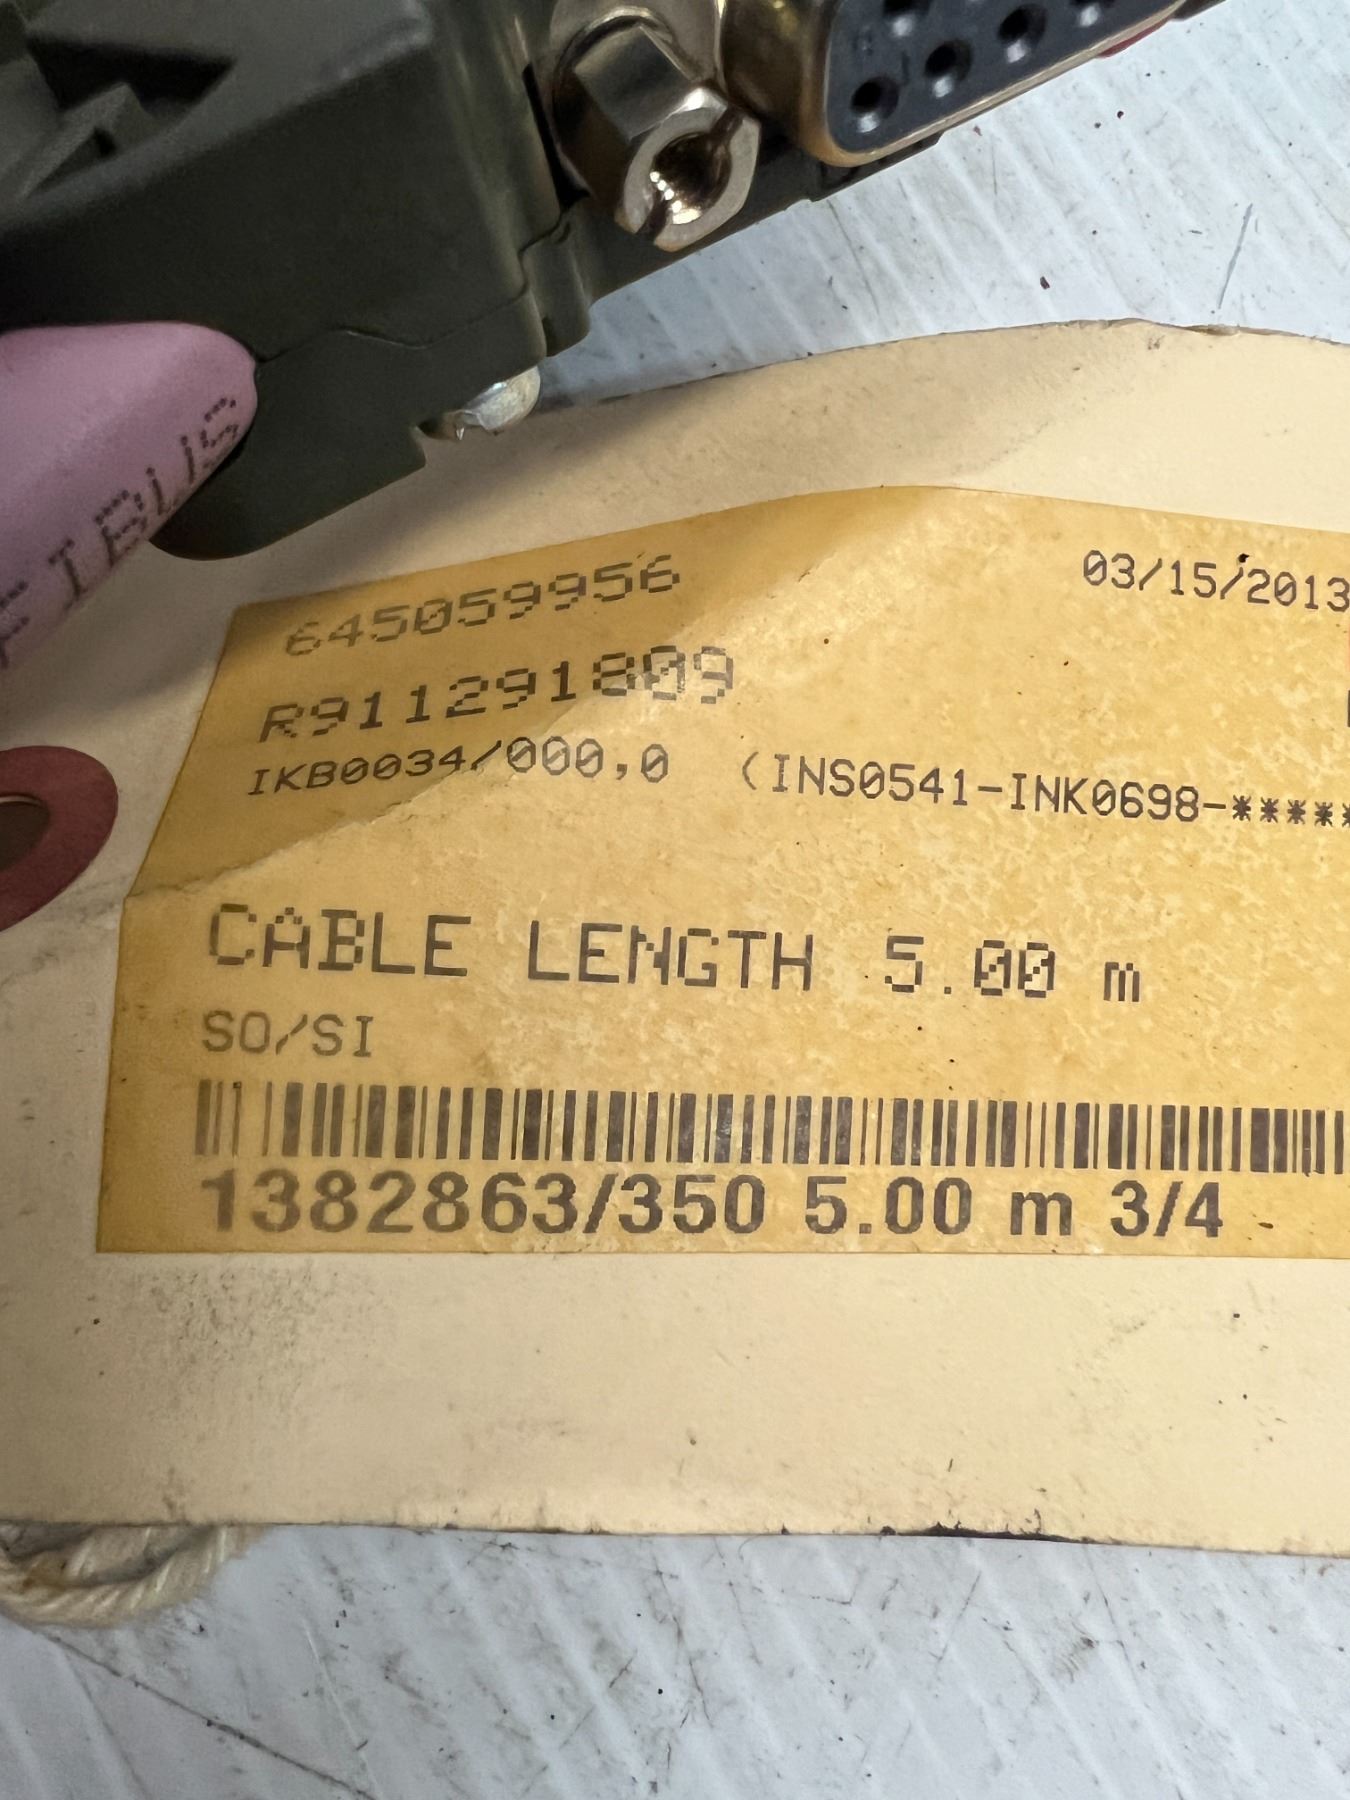 FIBUS
645059956
03/15/2013
R911291809
IKB0034/000,0 (INS0541-INK0698-*****
CABLE LENGTH 5.00 m
SO/SI
1382863/350 5.00 m 3/4